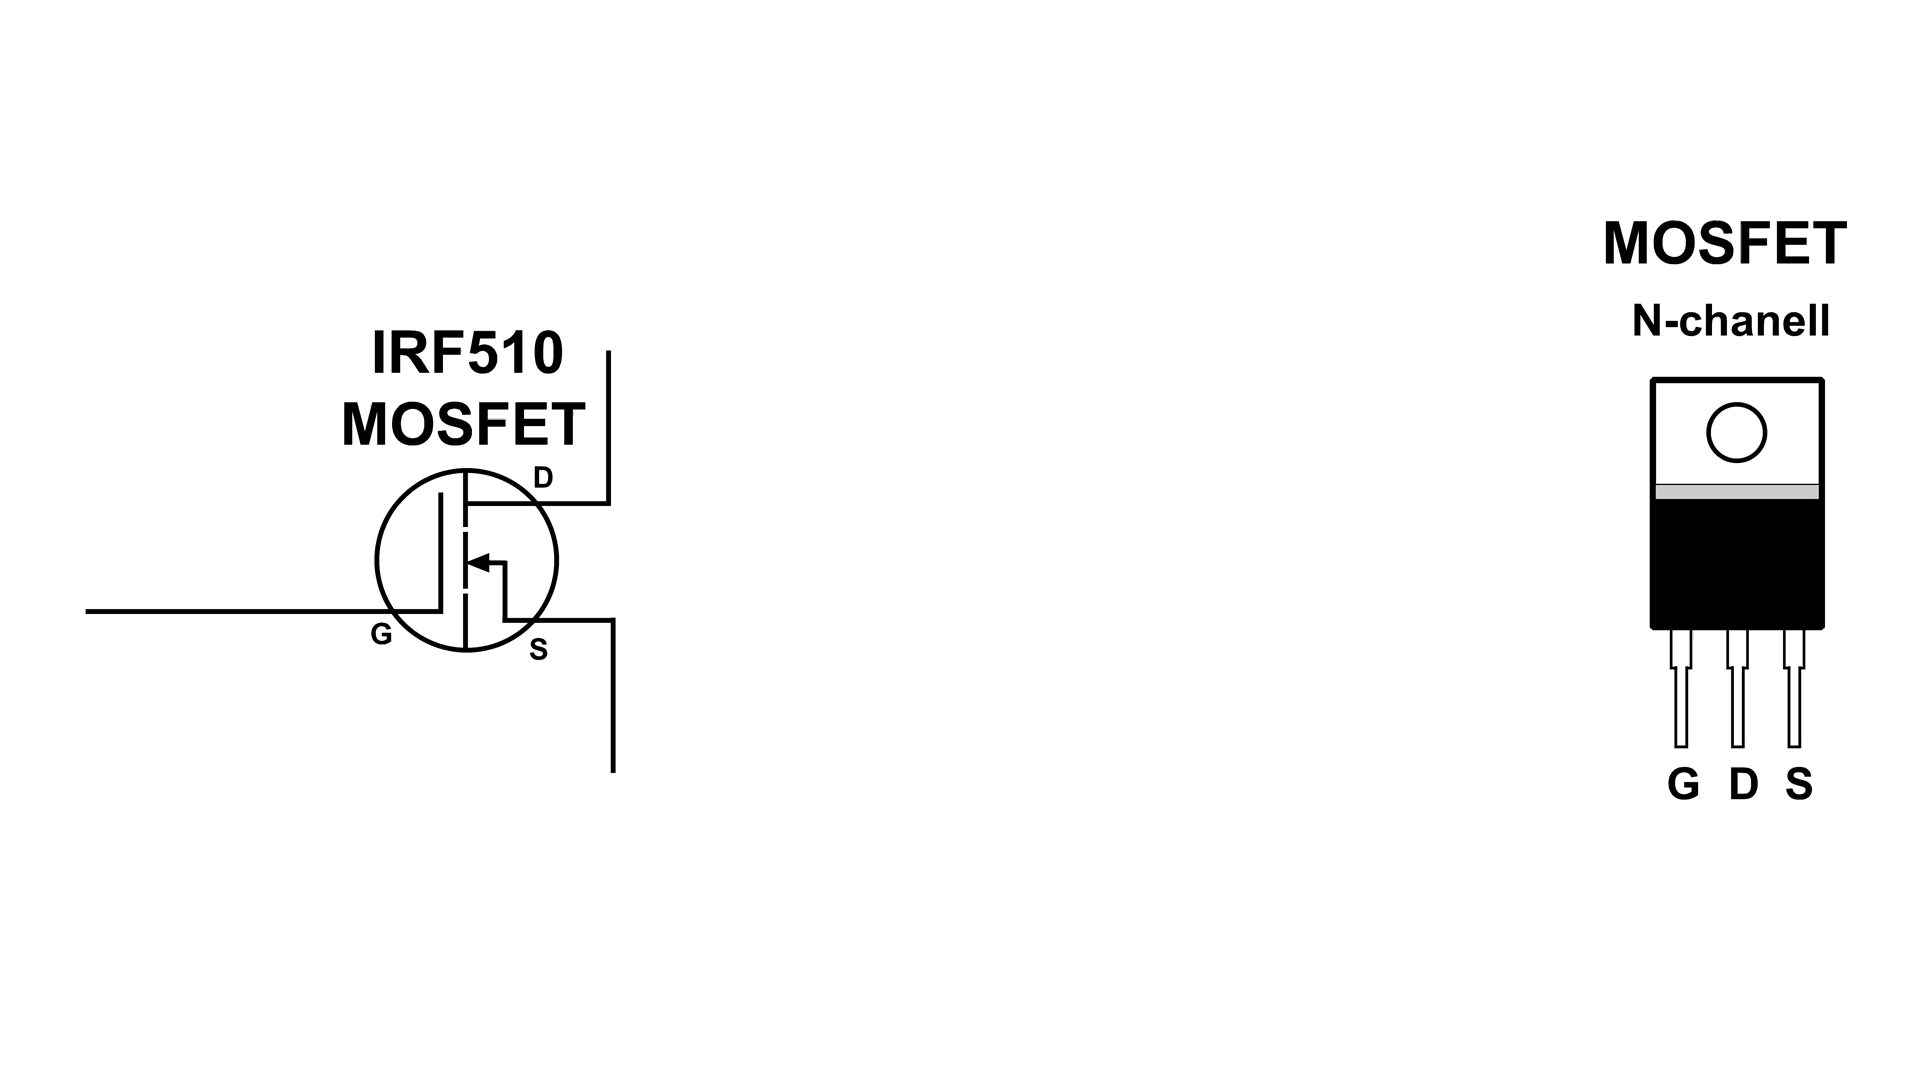 IRF510
MOSFET
D
G
S
MOSFET
N-chanell
G D S